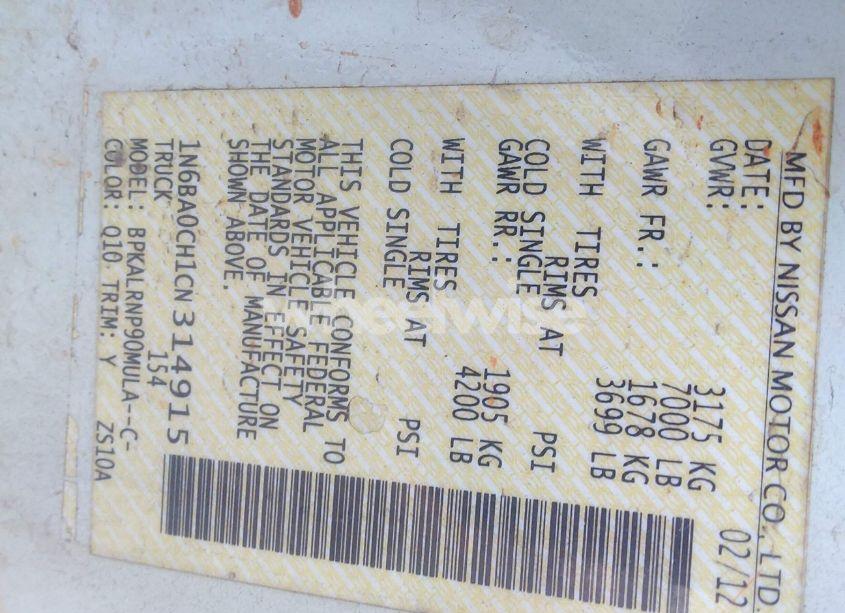 MFD BY NISSAN MOTOR CO., LTD
DATE: 02/12
GVWR: 3175 KG
7000 LB
GAWR FR.: 1678 KG
3699 LB
WITH TIRES
RIMS AT
COLD SINGLE PSI
GAWR RR.: 1905 KG
4200 LB
WITH TIRES
RIMS AT
COLD SINGLE PSI
THIS VEHICLE CONFORMS TO
ALL APPLICABLE FEDERAL
MOTOR VEHICLE SAFETY
STANDARDS IN EFFECT ON
THE DATE OF MANUFACTURE
SHOWN ABOVE.
1N6BA0CH1CN314915
TRUCK 154
MODEL: BPKALRNP90MULA--C-
COLOR: Q10 TRIM: Y ZS10A
wheelwise